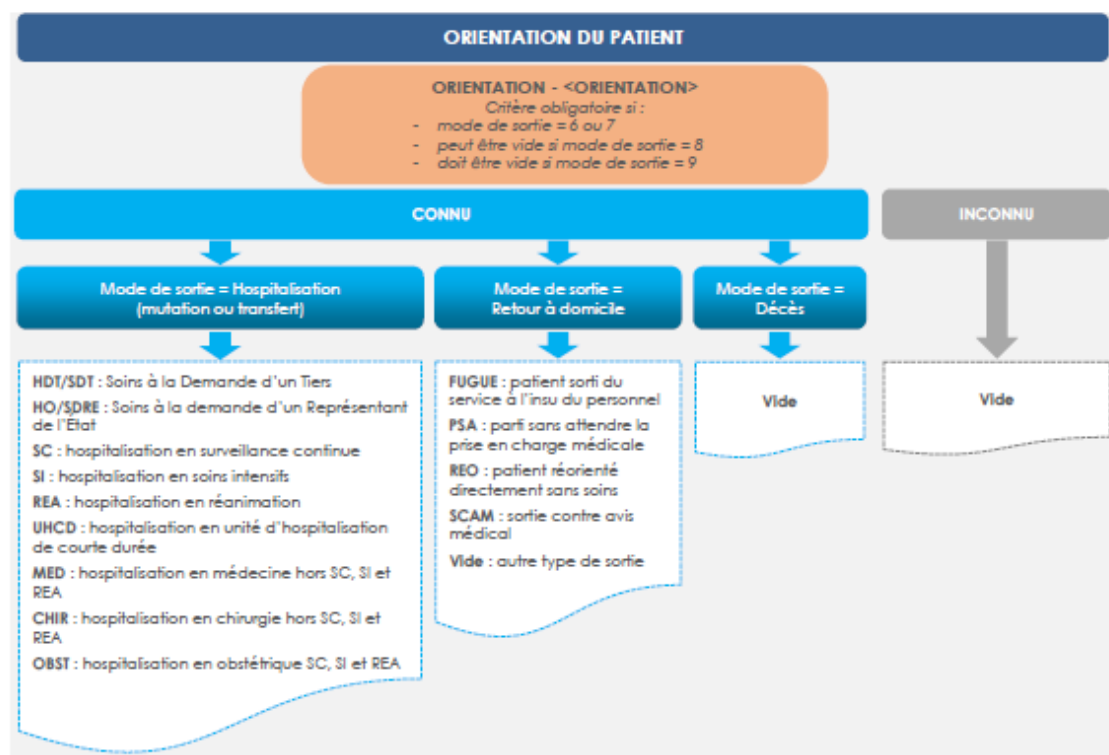 ORIENTATION DU PATIENT
ORIENTATION - <ORIENTATION>
Critère obligatoire si :
- mode de sortie = 6 ou 7
- peut être vide si mode de sortie = 8
- doit être vide si mode de sortie = 9
CONNU
INCONNU
Mode de sortie = Hospitalisation
(mutation ou transfert)
Mode de sortie =
Retour à domicile
Mode de sortie =
Décès
HDT/SDT : Soins à la Demande d'un Tiers
HO/SDRE : Soins à la demande d'un Représentant
de l'État
SC : hospitalisation en surveillance continue
SI : hospitalisation en soins intensifs
REA : hospitalisation en réanimation
UHCD : hospitalisation en unité d'hospitalisation
de courte durée
MED : hospitalisation en médecine hors SC, SI et
REA
CHIR : hospitalisation en chirurgie hors SC, SI et
REA
OBST : hospitalisation en obstétrique SC, SI et REA
FUGUE : patient sorti du
service à l'insu du personnel
PSA : parti sans attendre la
prise en charge médicale
REO : patient réorienté
directement sans soins
SCAM : sortie contre avis
médical
Vide : autre type de sortie
Vide
Vide